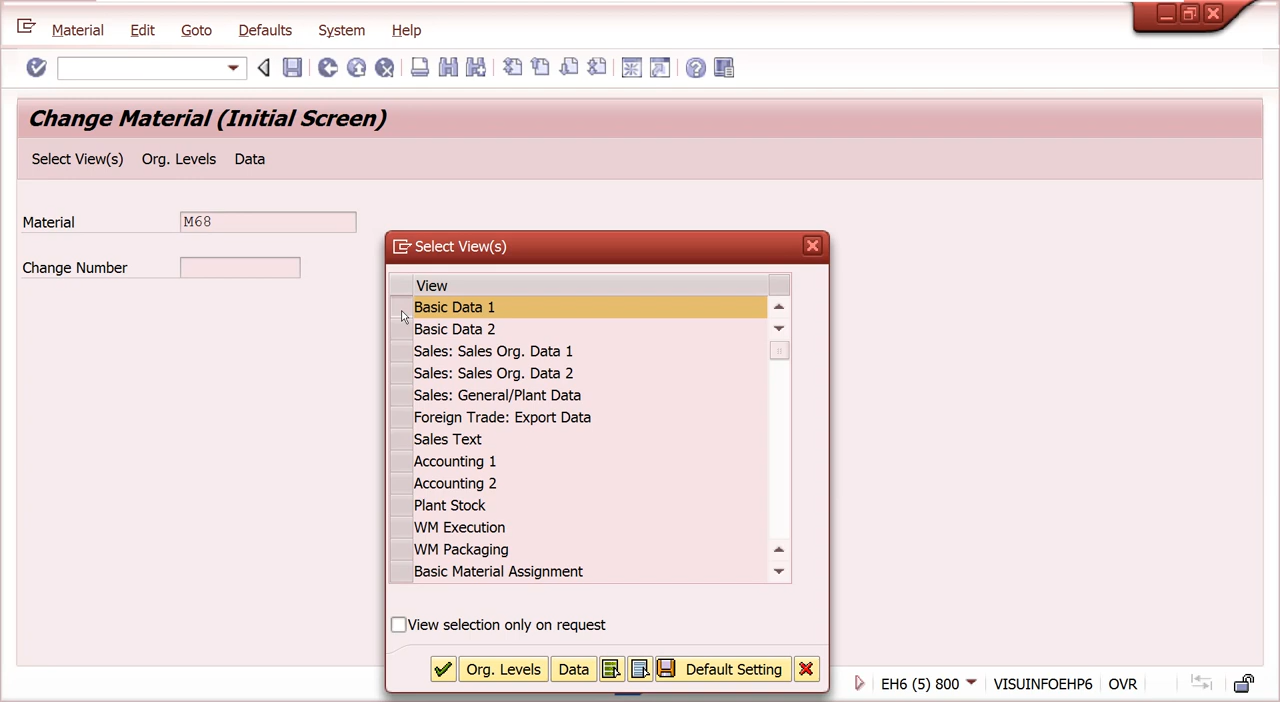 Material Edit Goto Defaults System Help
Change Material (Initial Screen)
Select View(s) Org. Levels Data
Material M68
Change Number
Select View(s)
View
Basic Data 1
Basic Data 2
Sales: Sales Org. Data 1
Sales: Sales Org. Data 2
Sales: General/Plant Data
Foreign Trade: Export Data
Sales Text
Accounting 1
Accounting 2
Plant Stock
WM Execution
WM Packaging
Basic Material Assignment
View selection only on request
Org. Levels Data Default Setting
EH6 (5) 800 VISUINFOEHP6 OVR